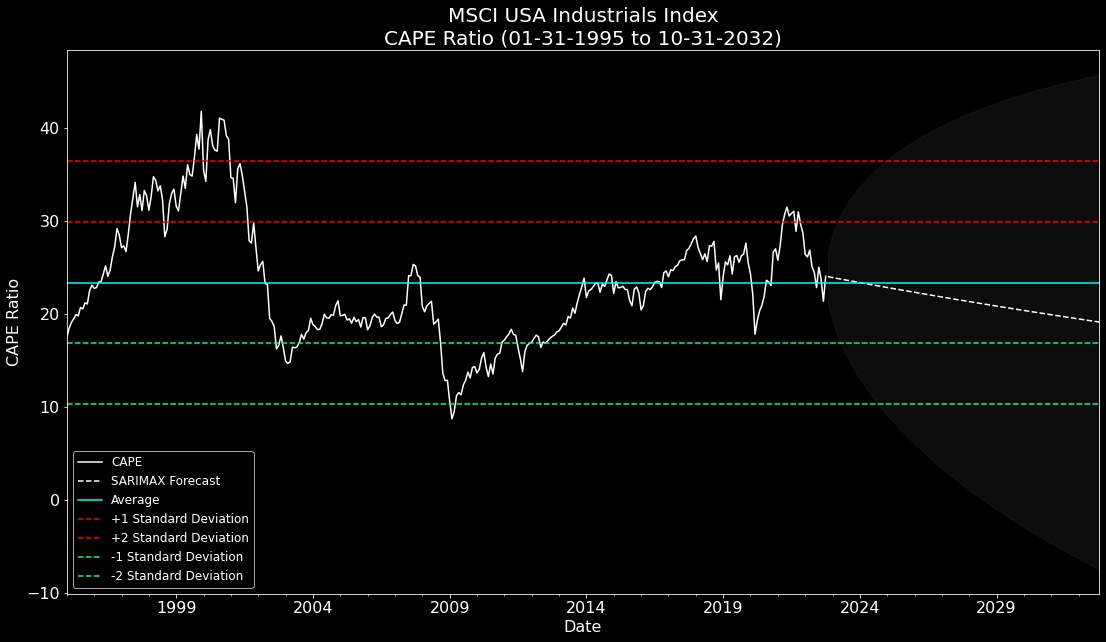 MSCI USA Industrials Index
CAPE Ratio (01-31-1995 to 10-31-2032)
CAPE Ratio
40
30
20
10
0
−10
CAPE
SARIMAX Forecast
Average
+1 Standard Deviation
+2 Standard Deviation
-1 Standard Deviation
-2 Standard Deviation
1999 2004 2009 2014 2019 2024 2029
Date